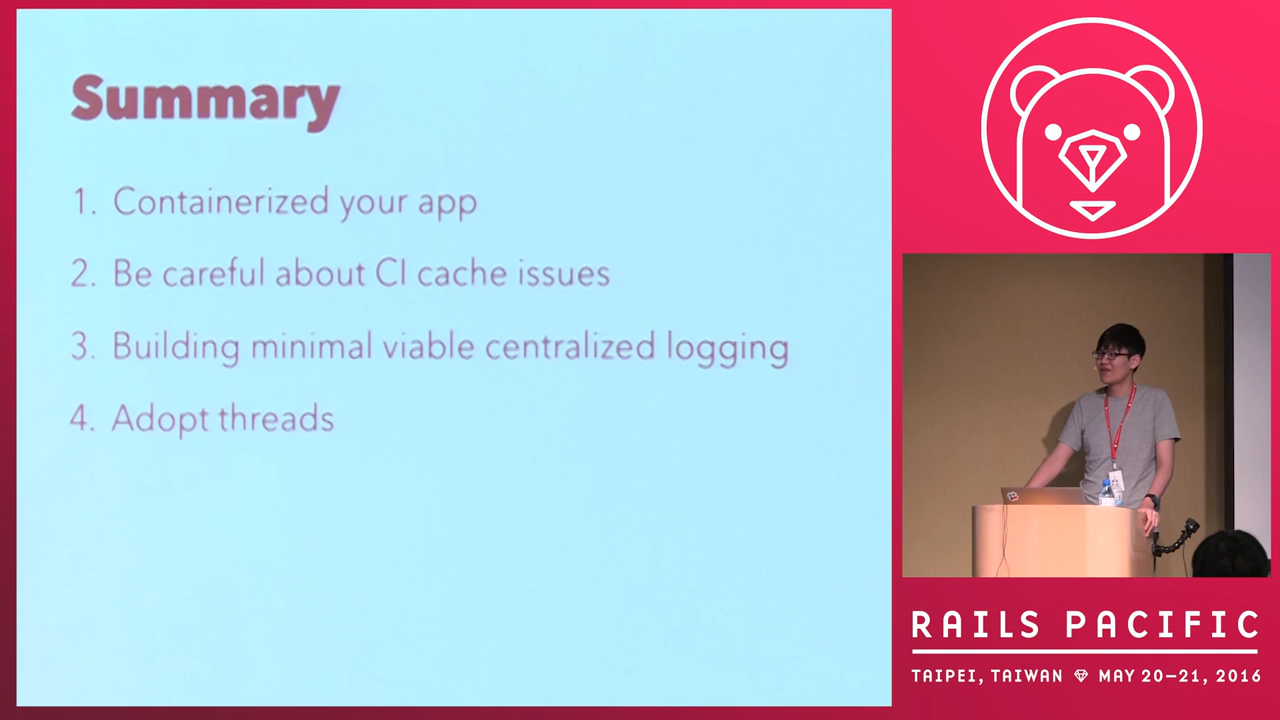 Summary
1. Containerized your app
2. Be careful about CI cache issues
3. Building minimal viable centralized logging
4. Adopt threads
RAILS PACIFIC
TAIPEI, TAIWAN MAY 20–21, 2016